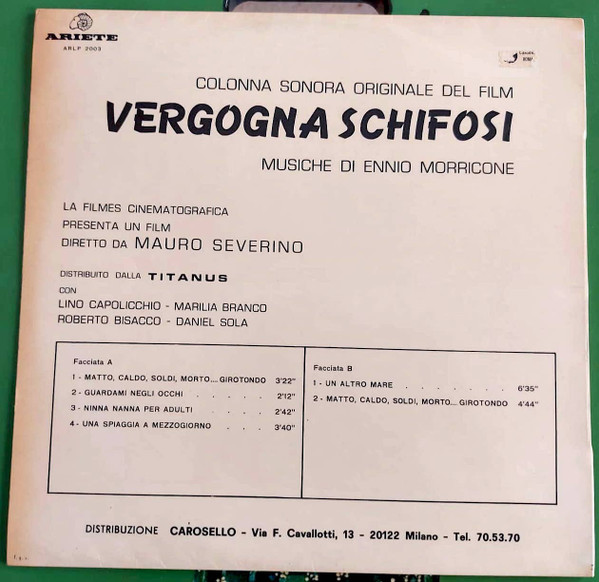 ARIETE
ARLP 2003
COLONNA SONORA ORIGINALE DEL FILM
VERGOGNA SCHIFOSI
MUSICHE DI ENNIO MORRICONE
LA FILMES CINEMATOGRAFICA
PRESENTA UN FILM
DIRETTO DA MAURO SEVERINO
DISTRIBUITO DALLA TITANUS
CON
LINO CAPOLICCHIO - MARILIA BRANCO
ROBERTO BISACCO - DANIEL SOLA
Facciata A
1 - MATTO, CALDO, SOLDI, MORTO... GIROTONDO 3'22"
2 - GUARDAMI NEGLI OCCHI . . . . . 2'12"
3 - NINNA NANNA PER ADULTI . . . . 2'42"
4 - UNA SPIAGGIA A MEZZOGIORNO . . . 3'40"
Facciata B
1 - UN ALTRO MARE . . . . . . . 6'35"
2 - MATTO, CALDO, SOLDI, MORTO... GIROTONDO 4'44"
DISTRIBUZIONE CAROSELLO - Via F. Cavallotti, 13 - 20122 Milano - Tel. 70.53.70